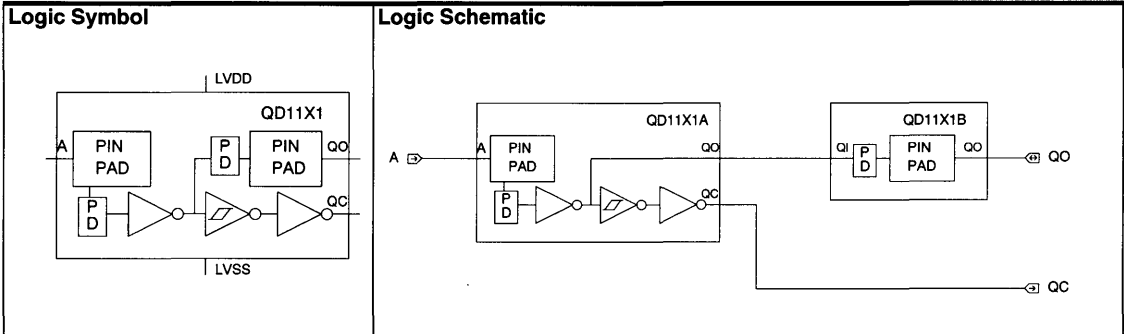 Logic Symbol
LVDD
QD11X1
A
PIN
PAD
P
D
PIN
PAD
QO
P
D
QC
LVSS
Logic Schematic
QD11X1A
A
A
PIN
PAD
QO
P
D
QC
QD11X1B
QI
P
D
PIN
PAD
QO
QO
QC